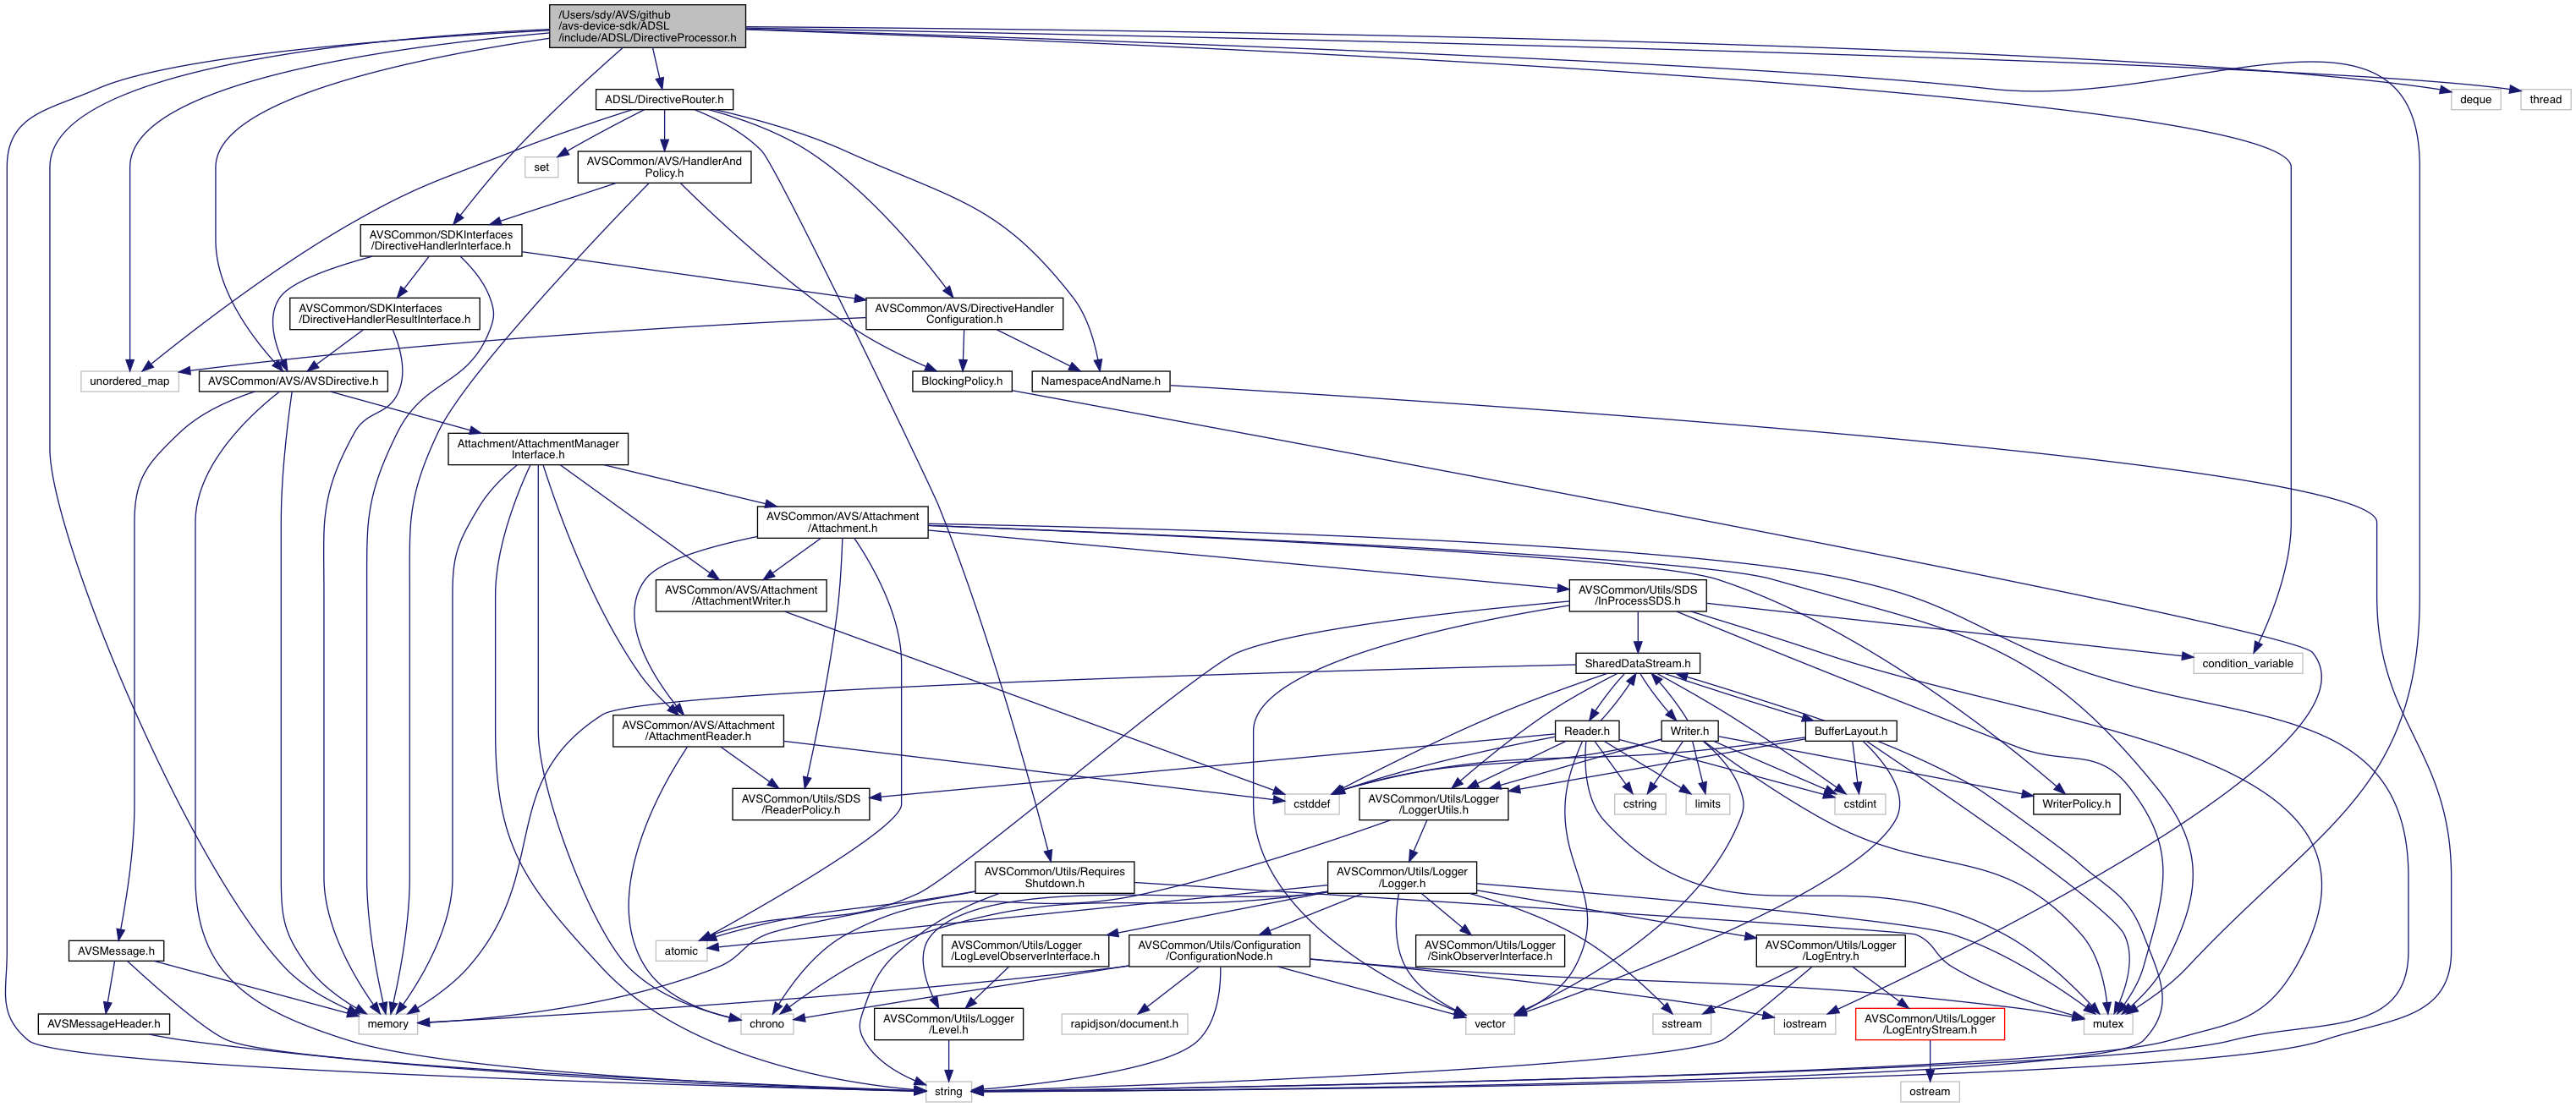 /Users/sdy/AVS/github
/avs-device-sdk/ADSL
/include/ADSL/DirectiveProcessor.h
ADSL/DirectiveRouter.h
deque
thread
set
AVSCommon/AVS/HandlerAnd
Policy.h
AVSCommon/SDKInterfaces
/DirectiveHandlerInterface.h
AVSCommon/SDKInterfaces
/DirectiveHandlerResultInterface.h
AVSCommon/AVS/DirectiveHandler
Configuration.h
unordered_map
AVSCommon/AVS/AVSDirective.h
BlockingPolicy.h
NamespaceAndName.h
Attachment/AttachmentManager
Interface.h
AVSCommon/AVS/Attachment
/Attachment.h
AVSCommon/AVS/Attachment
/AttachmentWriter.h
AVSCommon/Utils/SDS
/InProcessSDS.h
SharedDataStream.h
condition_variable
AVSCommon/AVS/Attachment
/AttachmentReader.h
Reader.h
Writer.h
BufferLayout.h
AVSCommon/Utils/SDS
/ReaderPolicy.h
cstddef
AVSCommon/Utils/Logger
/LoggerUtils.h
cstring
limits
cstdint
WriterPolicy.h
AVSCommon/Utils/Requires
Shutdown.h
AVSCommon/Utils/Logger
/Logger.h
AVSMessage.h
atomic
AVSCommon/Utils/Logger
/LogLevelObserverInterface.h
AVSCommon/Utils/Configuration
/ConfigurationNode.h
AVSCommon/Utils/Logger
/SinkObserverInterface.h
AVSCommon/Utils/Logger
/LogEntry.h
AVSMessageHeader.h
memory
chrono
AVSCommon/Utils/Logger
/Level.h
rapidjson/document.h
vector
sstream
iostream
AVSCommon/Utils/Logger
/LogEntryStream.h
mutex
string
ostream